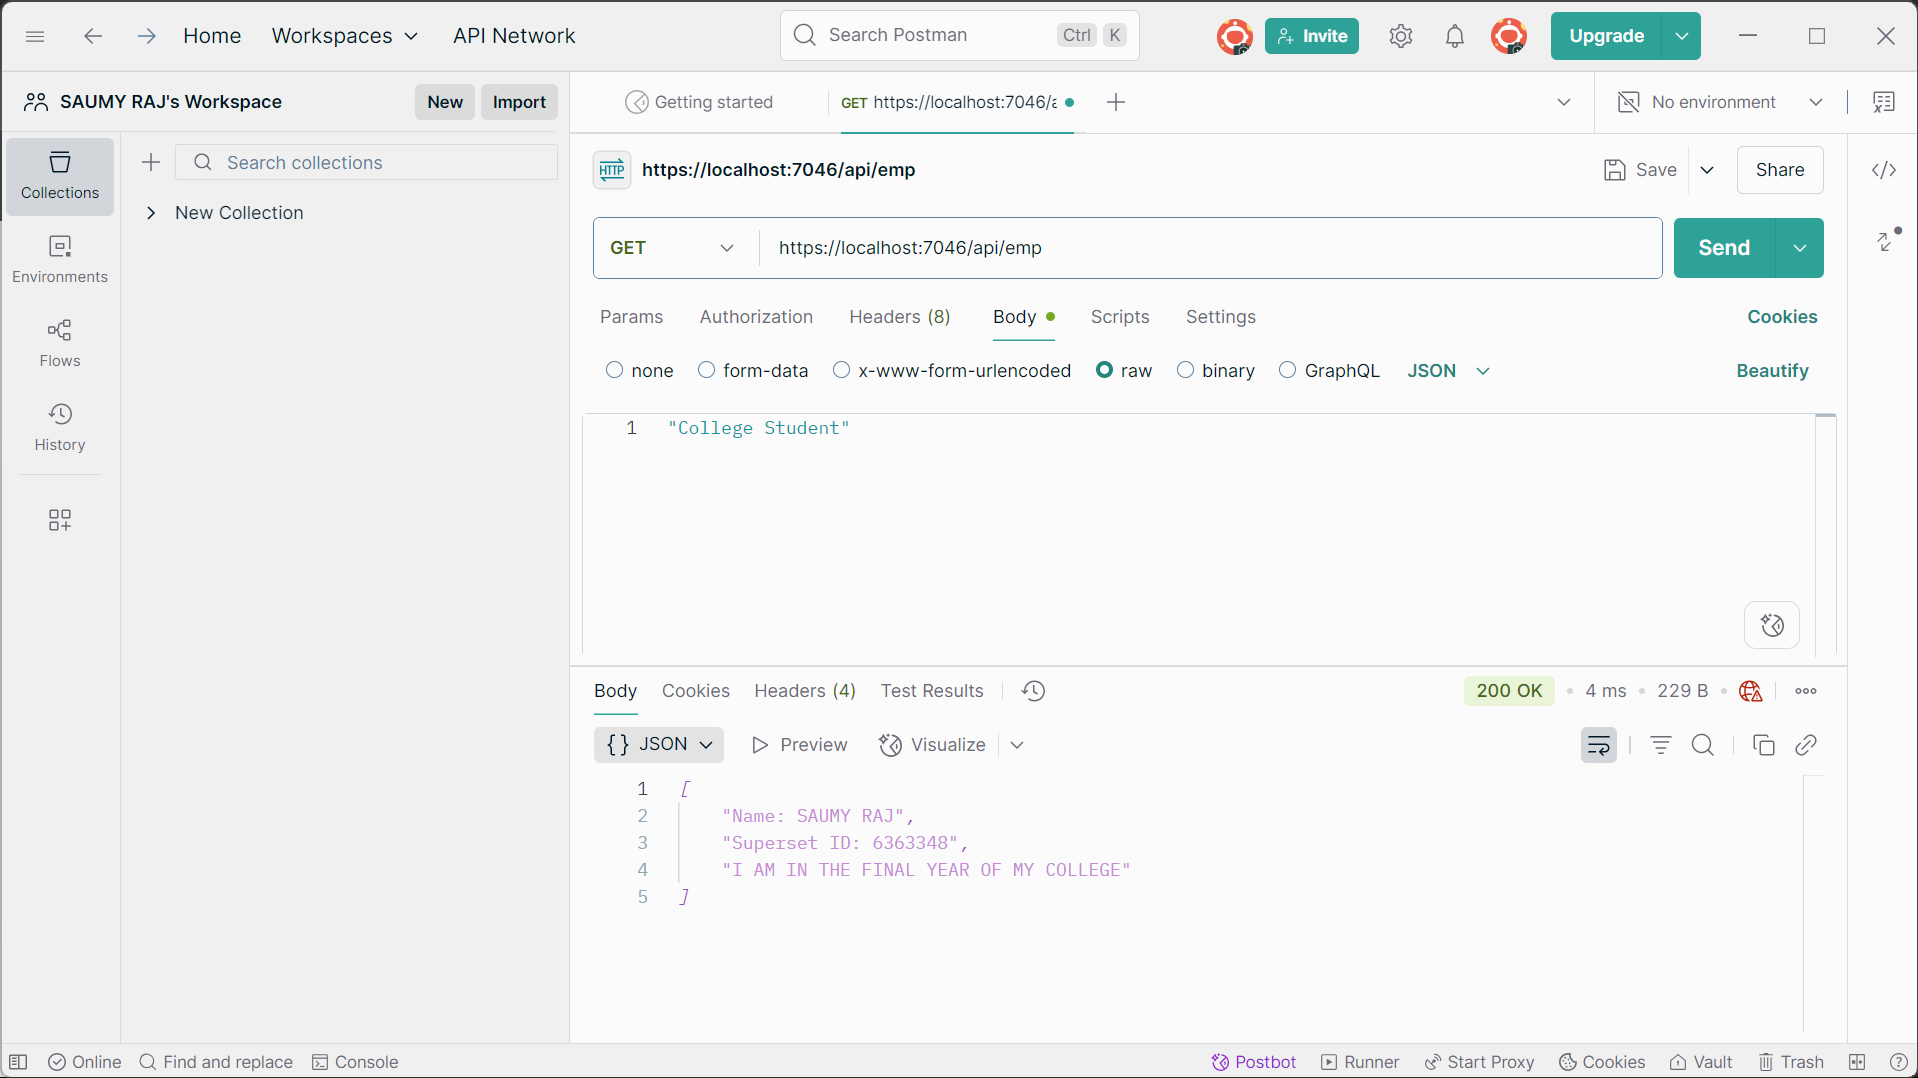 Home Workspaces API Network Search Postman Ctrl K Invite Upgrade
SAUMY RAJ's Workspace New Import Getting started GET https://localhost:7046/a No environment
Collections
Search collections
New Collection
Environments
Flows
History
HTTP https://localhost:7046/api/emp Save Share
GET https://localhost:7046/api/emp Send
Params Authorization Headers (8) Body Scripts Settings Cookies
none form-data x-www-form-urlencoded raw binary GraphQL JSON Beautify
1 "College Student"
Body Cookies Headers (4) Test Results 200 OK • 4 ms • 229 B •
{} JSON Preview Visualize
1 [
2 "Name: SAUMY RAJ",
3 "Superset ID: 6363348",
4 "I AM IN THE FINAL YEAR OF MY COLLEGE"
5 ]
Online Find and replace Console Postbot Runner Start Proxy Cookies Vault Trash